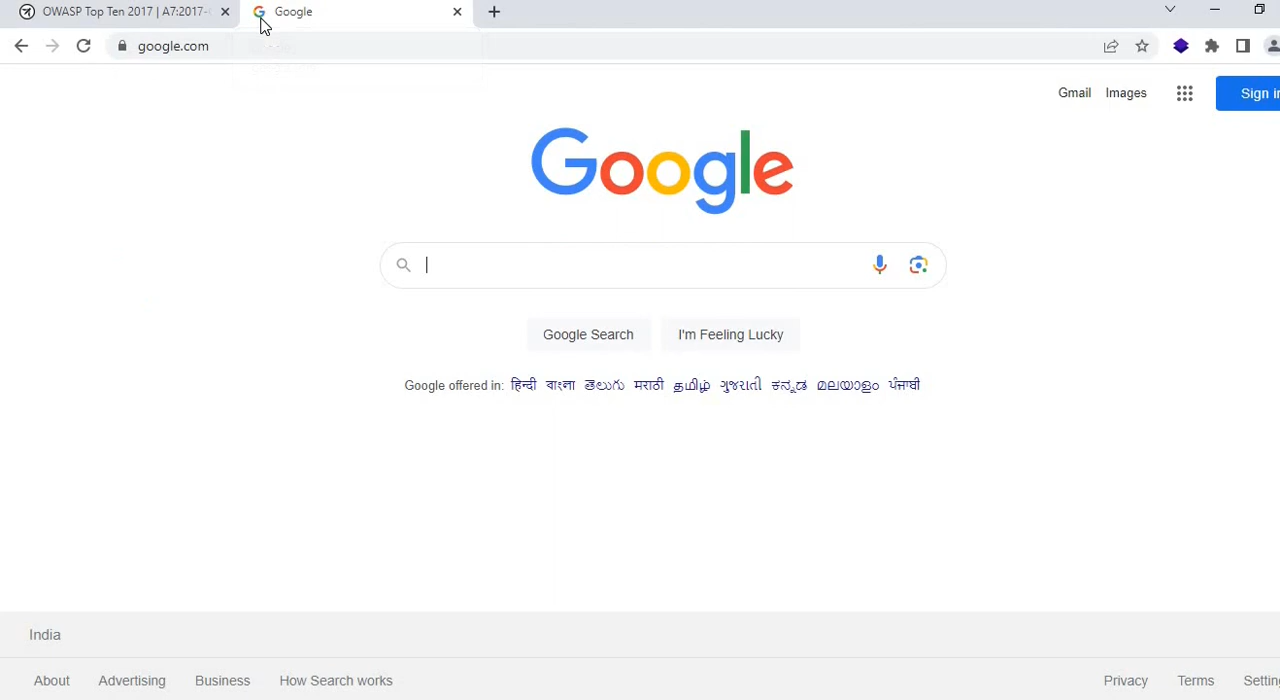 OWASP Top Ten 2017 | A7:2017-
Google
google.com
Gmail Images Sign in
Google
Google Search I'm Feeling Lucky
Google offered in: हिन्दी বাংলা తెలుగు मराठी தமிழ் ગુજરાતી ಕನ್ನಡ മലയാളം ਪੰਜਾਬੀ
India
About Advertising Business How Search works Privacy Terms Settin